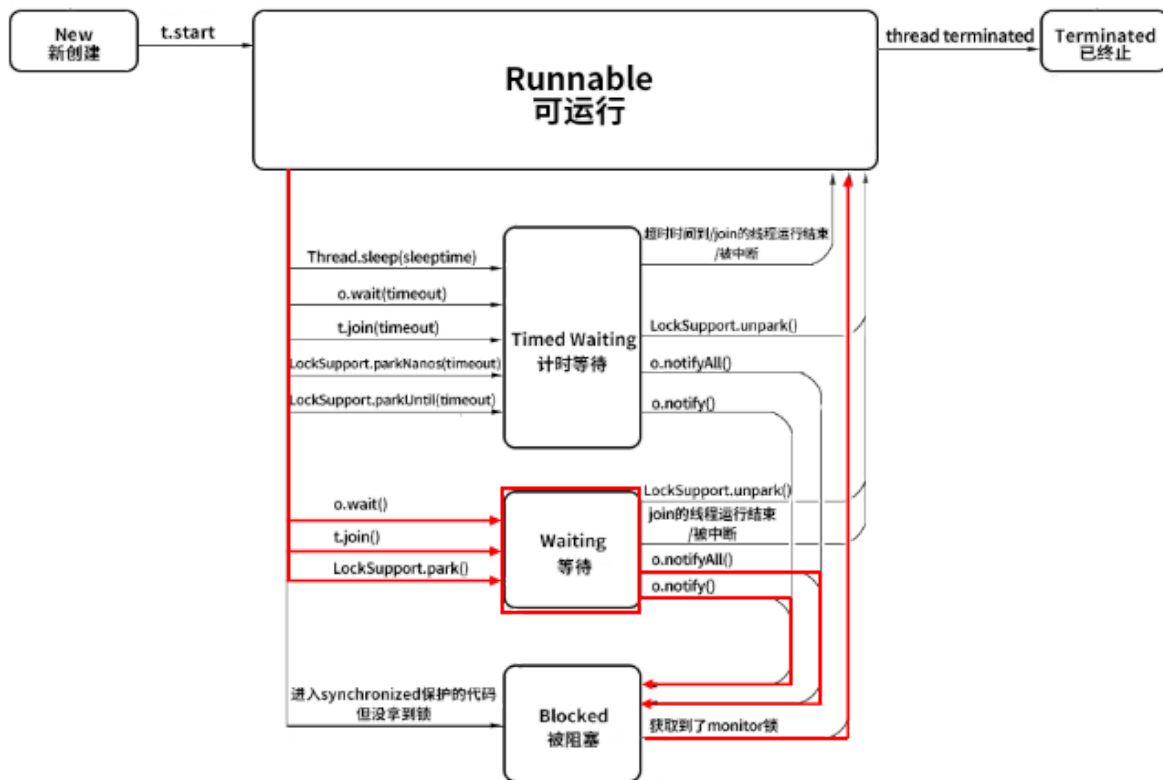 New
新创建
t.start
Runnable
可运行
thread terminated
Terminated
已终止
Thread.sleep(sleeptime)
o.wait(timeout)
t.join(timeout)
LockSupport.parkNanos(timeout)
LockSupport.parkUntil(timeout)
Timed Waiting
计时等待
超时时间到/join的线程运行结束
/被中断
LockSupport.unpark()
o.notifyAll()
o.notify()
o.wait()
t.join()
LockSupport.park()
Waiting
等待
LockSupport.unpark()
join的线程运行结束
/被中断
o.notifyAll()
o.notify()
进入synchronized保护的代码
但没拿到锁
Blocked
被阻塞
获取到了monitor锁